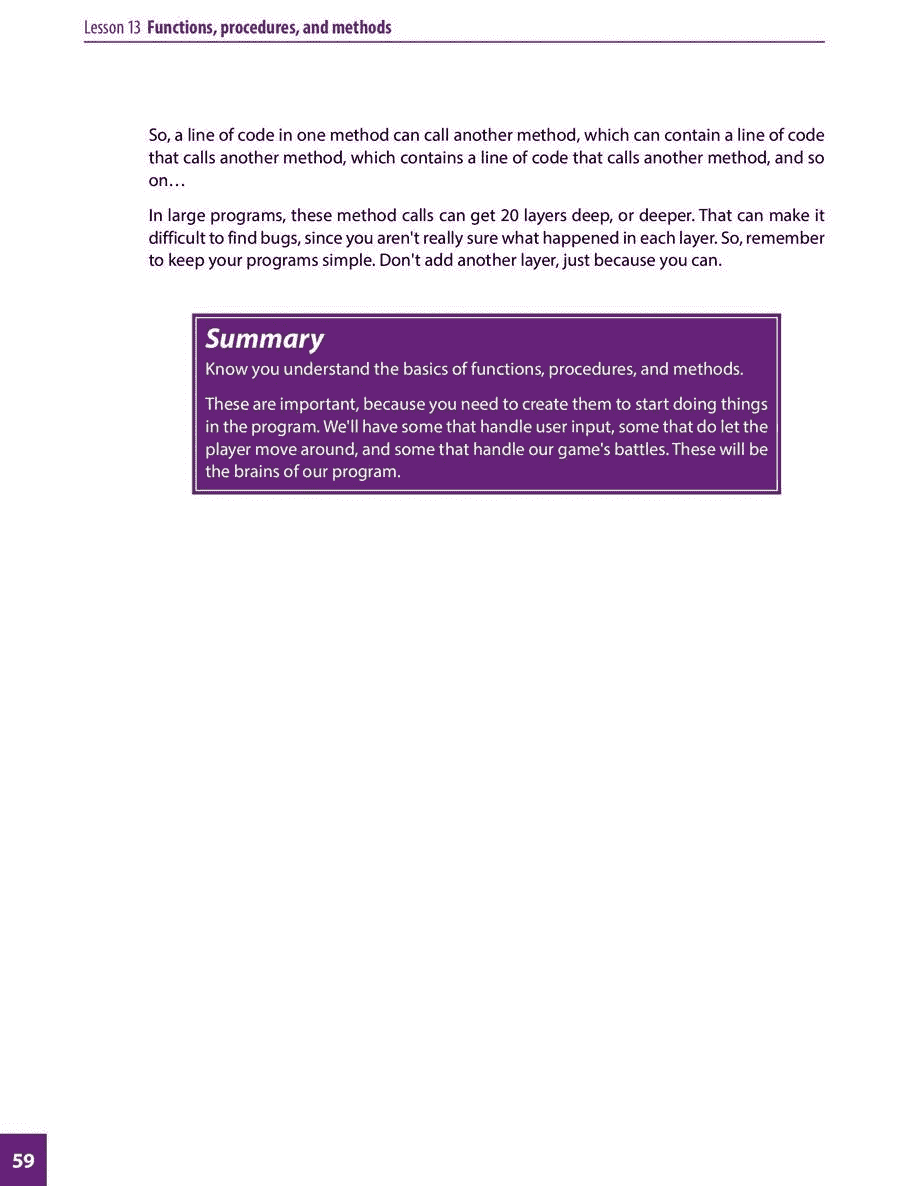 Lesson 13 Functions, procedures, and methods
So, a line of code in one method can call another method, which can contain a line of code
that calls another method, which contains a line of code that calls another method, and so
on…
In large programs, these method calls can get 20 layers deep, or deeper. That can make it
difficult to find bugs, since you aren't really sure what happened in each layer. So, remember
to keep your programs simple. Don't add another layer, just because you can.
Summary
Know you understand the basics of functions, procedures, and methods.
These are important, because you need to create them to start doing things
in the program. We'll have some that handle user input, some that do let the
player move around, and some that handle our game's battles. These will be
the brains of our program.
59